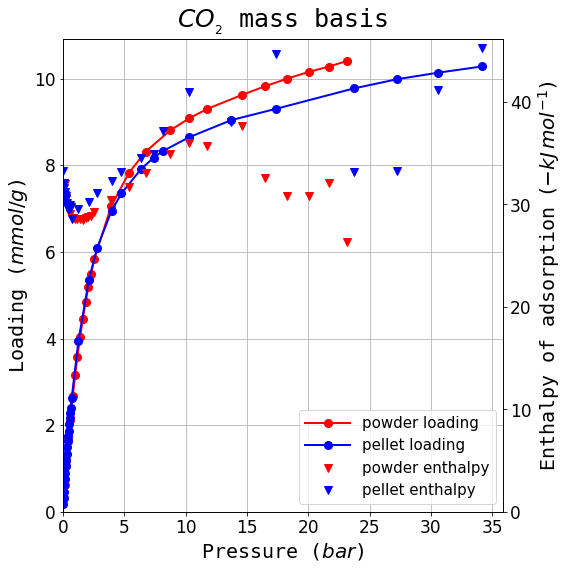 CO₂ mass basis
Loading (mmol/g)
10
8
6
4
2
0
40
30
20
10
0
Enthalpy of adsorption (−kJmol⁻¹)
powder loading
pellet loading
powder enthalpy
pellet enthalpy
0 5 10 15 20 25 30 35
Pressure (bar)